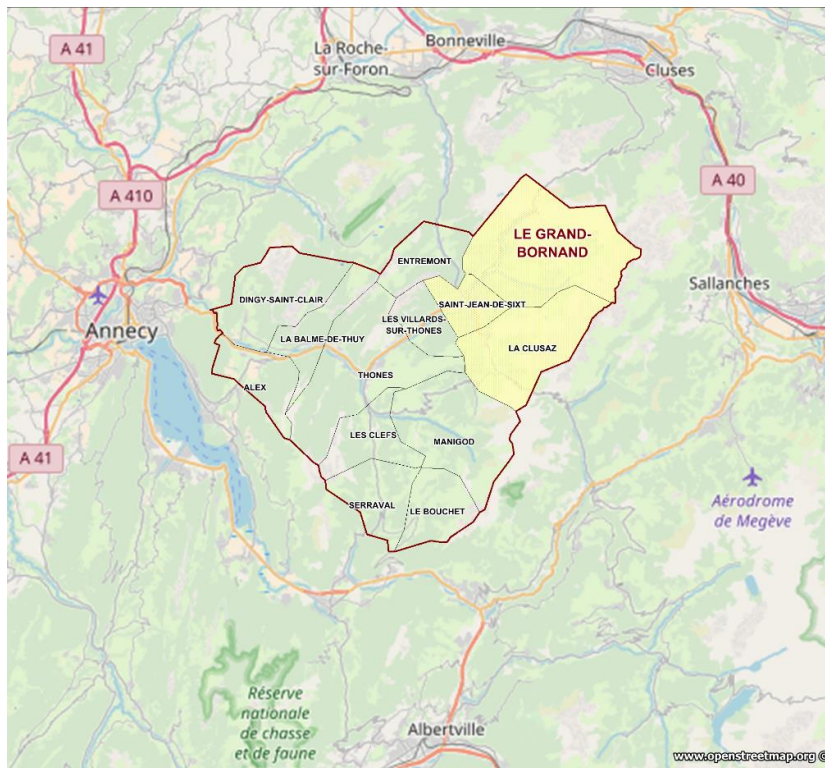 A 41
La Roche-
sur-Foron
Bonneville
Cluses
A 410
A 40
LE GRAND-
BORNAND
ENTREMONT
Sallanches
DINGY-SAINT-CLAIR
SAINT-JEAN-DE-SIXT
LES VILLARDS-
SUR-THONES
Annecy
LA BALME-DE-THUY
LA CLUSAZ
THONES
ALEX
LES CLEFS
MANIGOD
A 41
SERRAVAL
LE BOUCHET
Aérodrome
de Megève
Réserve
nationale
de chasse
et de faune
Albertville
www.openstreetmap.org ©